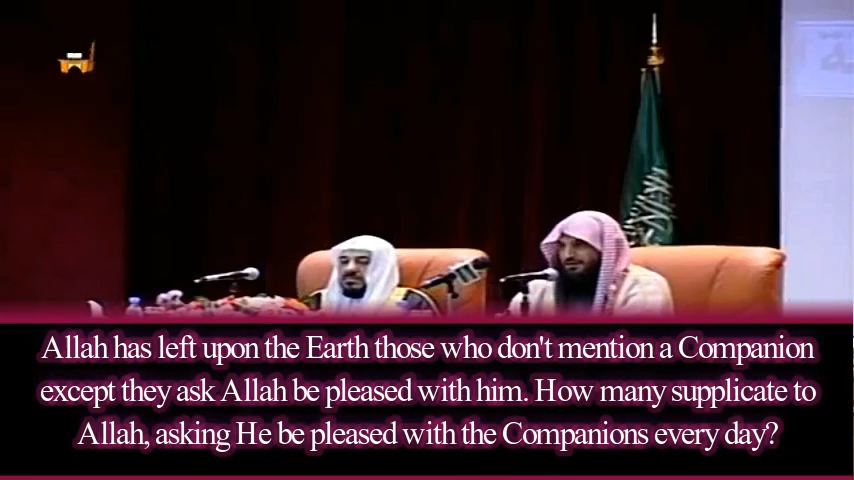 Allah has left upon the Earth those who don't mention a Companion
except they ask Allah be pleased with him. How many supplicate to
Allah, asking He be pleased with the Companions every day?